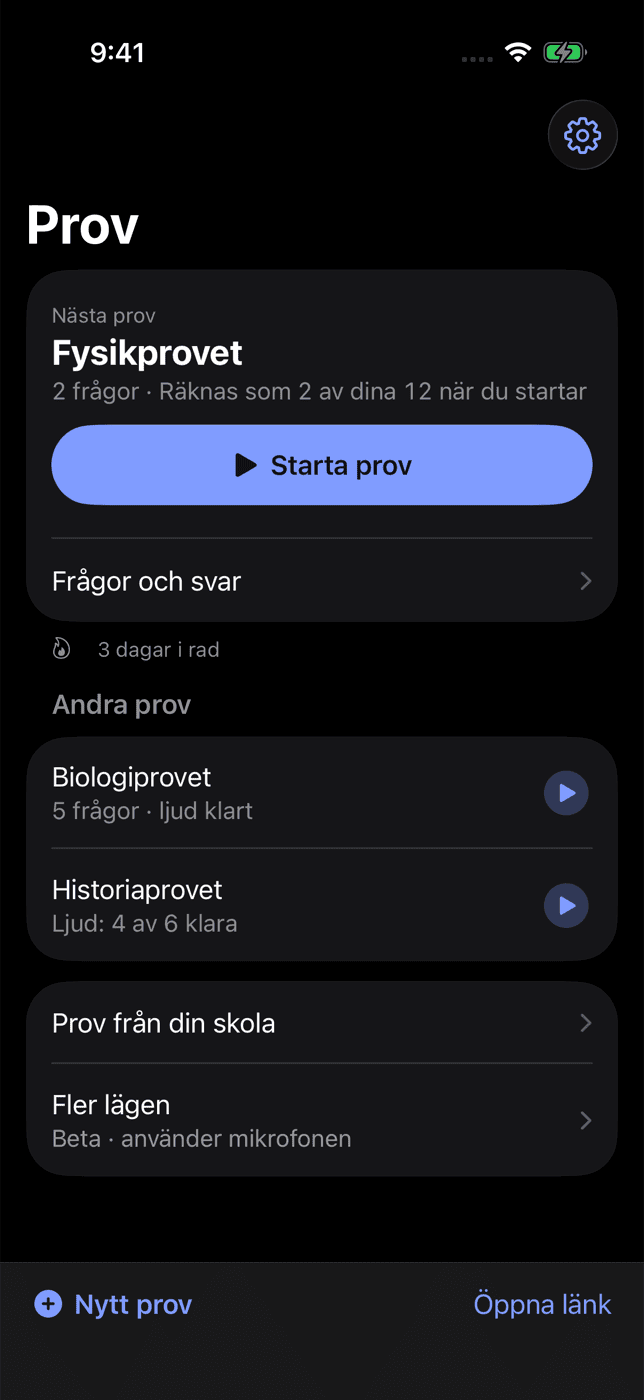 9:41
Prov
Nästa prov
Fysikprovet
2 frågor · Räknas som 2 av dina 12 när du startar
Starta prov
Frågor och svar
3 dagar i rad
Andra prov
Biologiprovet
5 frågor · ljud klart
Historiaprovet
Ljud: 4 av 6 klara
Prov från din skola
Fler lägen
Beta · använder mikrofonen
Nytt prov
Öppna länk